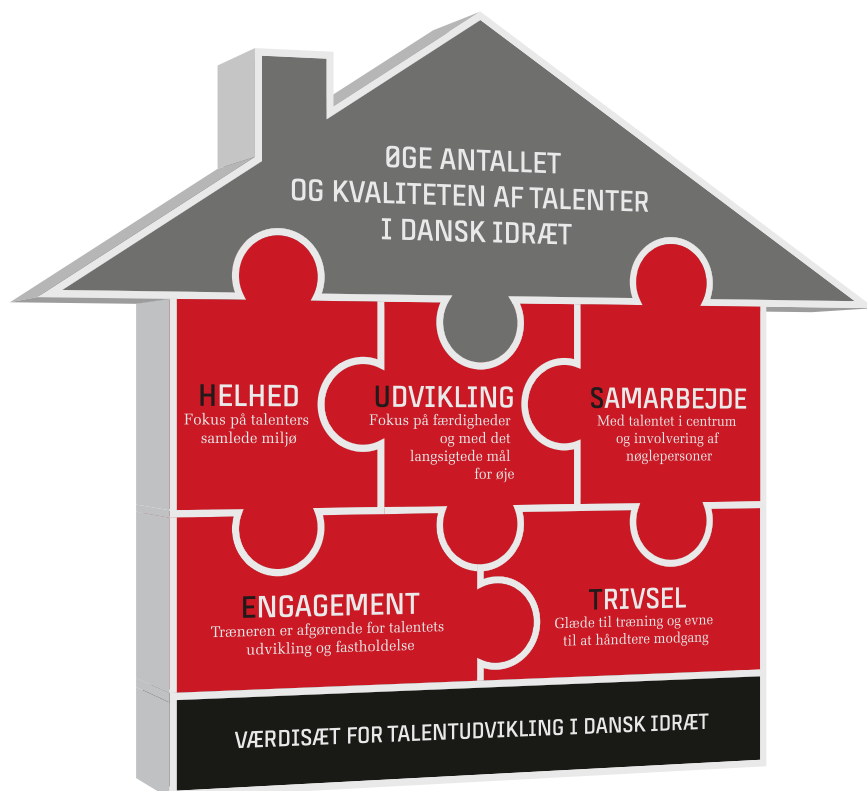 ØGE ANTALLET
OG KVALITETEN AF TALENTER
I DANSK IDRÆT
HELHED
Fokus på talenters
samlede miljø
UDVIKLING
Fokus på færdigheder
og med det
langsigtede mål
for øje
SAMARBEJDE
Med talentet i centrum
og involvering af
nøglepersoner
ENGAGEMENT
Træneren er afgørende for talentets
udvikling og fastholdelse
TRIVSEL
Glæde til træning og evne
til at håndtere modgang
VÆRDISÆT FOR TALENTUDVIKLING I DANSK IDRÆT